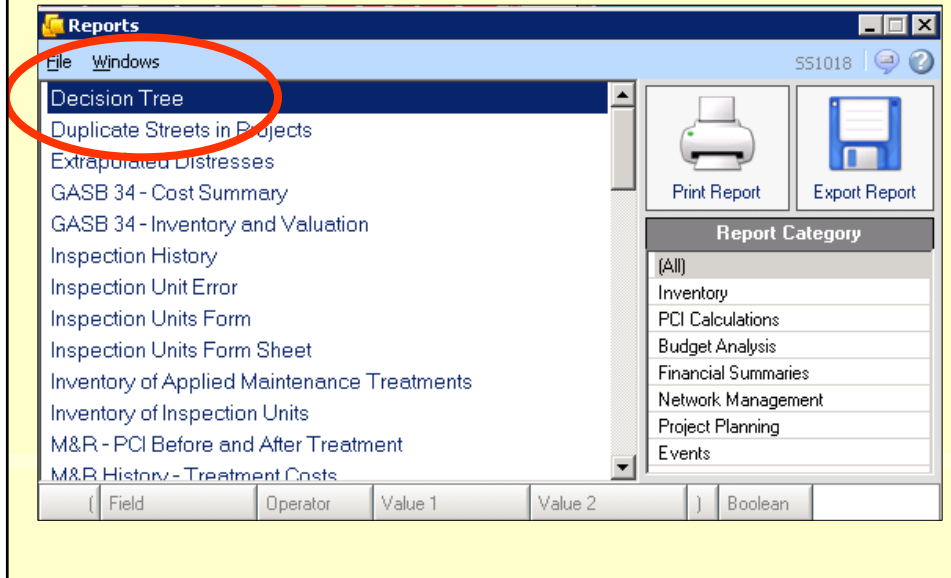 Reports
File Windows SS1018
Decision Tree
Duplicate Streets in Projects
Extrapolated Distresses
GASB 34 - Cost Summary
GASB 34 - Inventory and Valuation
Inspection History
Inspection Unit Error
Inspection Units Form
Inspection Units Form Sheet
Inventory of Applied Maintenance Treatments
Inventory of Inspection Units
M&R - PCI Before and After Treatment
M&R History - Treatment Costs
Print Report Export Report
Report Category
(All)
Inventory
PCI Calculations
Budget Analysis
Financial Summaries
Network Management
Project Planning
Events
( Field Operator Value 1 Value 2 ) Boolean